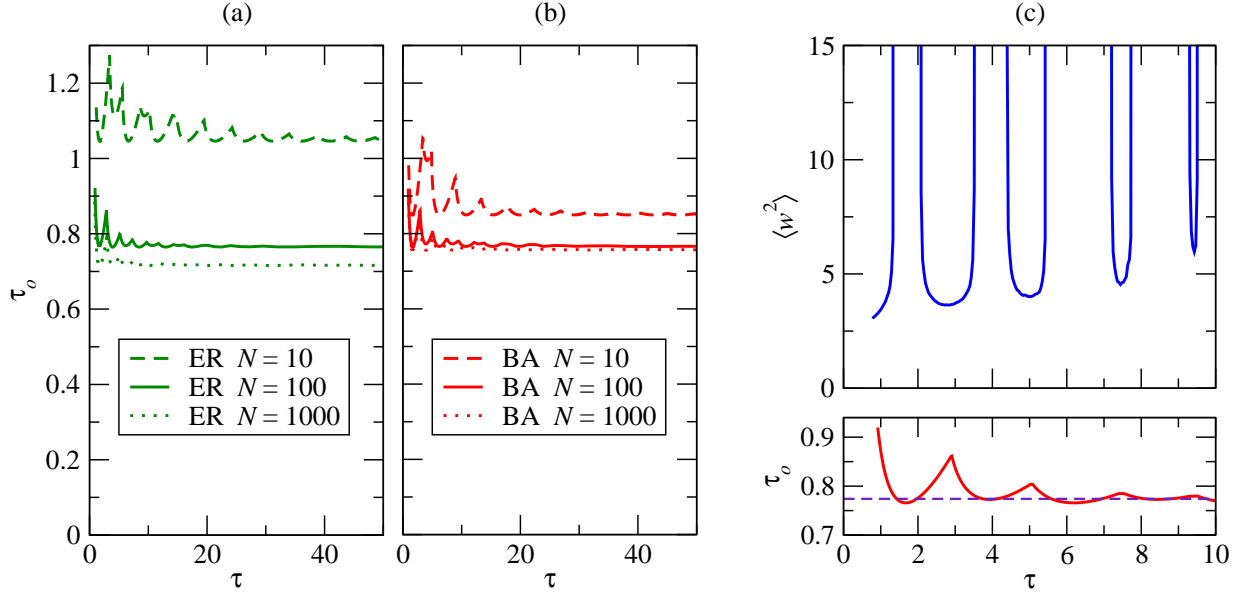 (a)
(b)
(c)
τₒ
1.2
1
0.8
0.6
0.4
0.2
0
ER N = 10
ER N = 100
ER N = 1000
BA N = 10
BA N = 100
BA N = 1000
0 20 40
τ
0 20 40
τ
⟨w²⟩
15
10
5
0
τₒ
0.9
0.8
0.7
0 2 4 6 8 10
τ